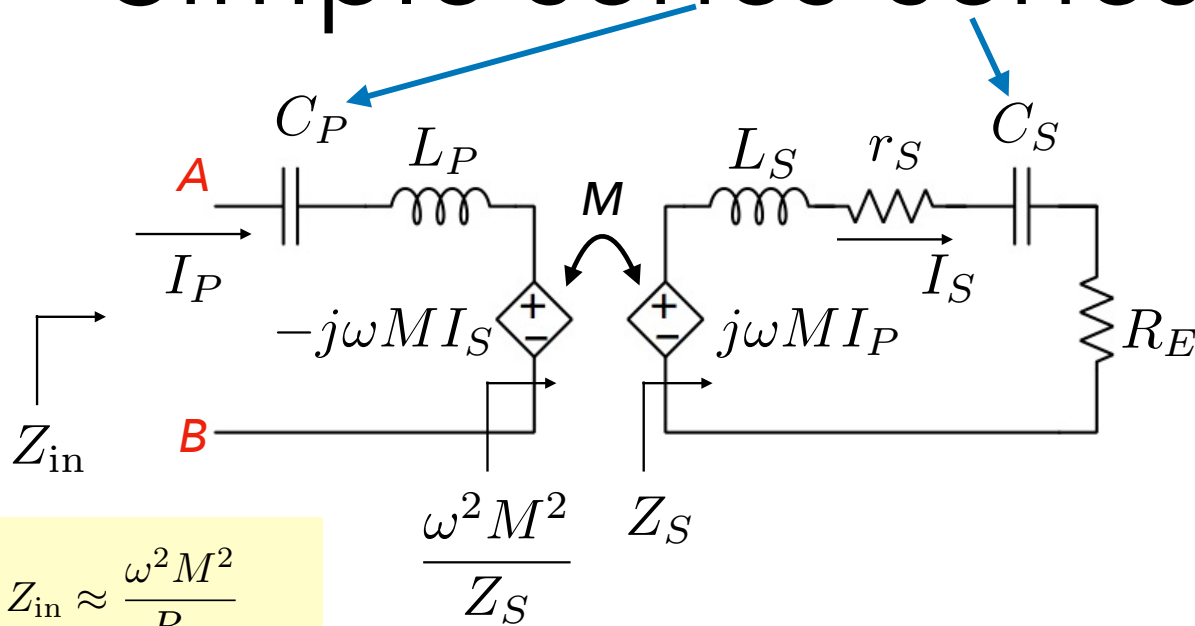 C_P
C_S
L_P
L_S
r_S
A
M
I_P
I_S
+
−
−jωMI_S
+
−
jωMI_P
R_E
B
Z_in
ω²M²
Z_S
Z_S
Z_in ≈ ω²M²